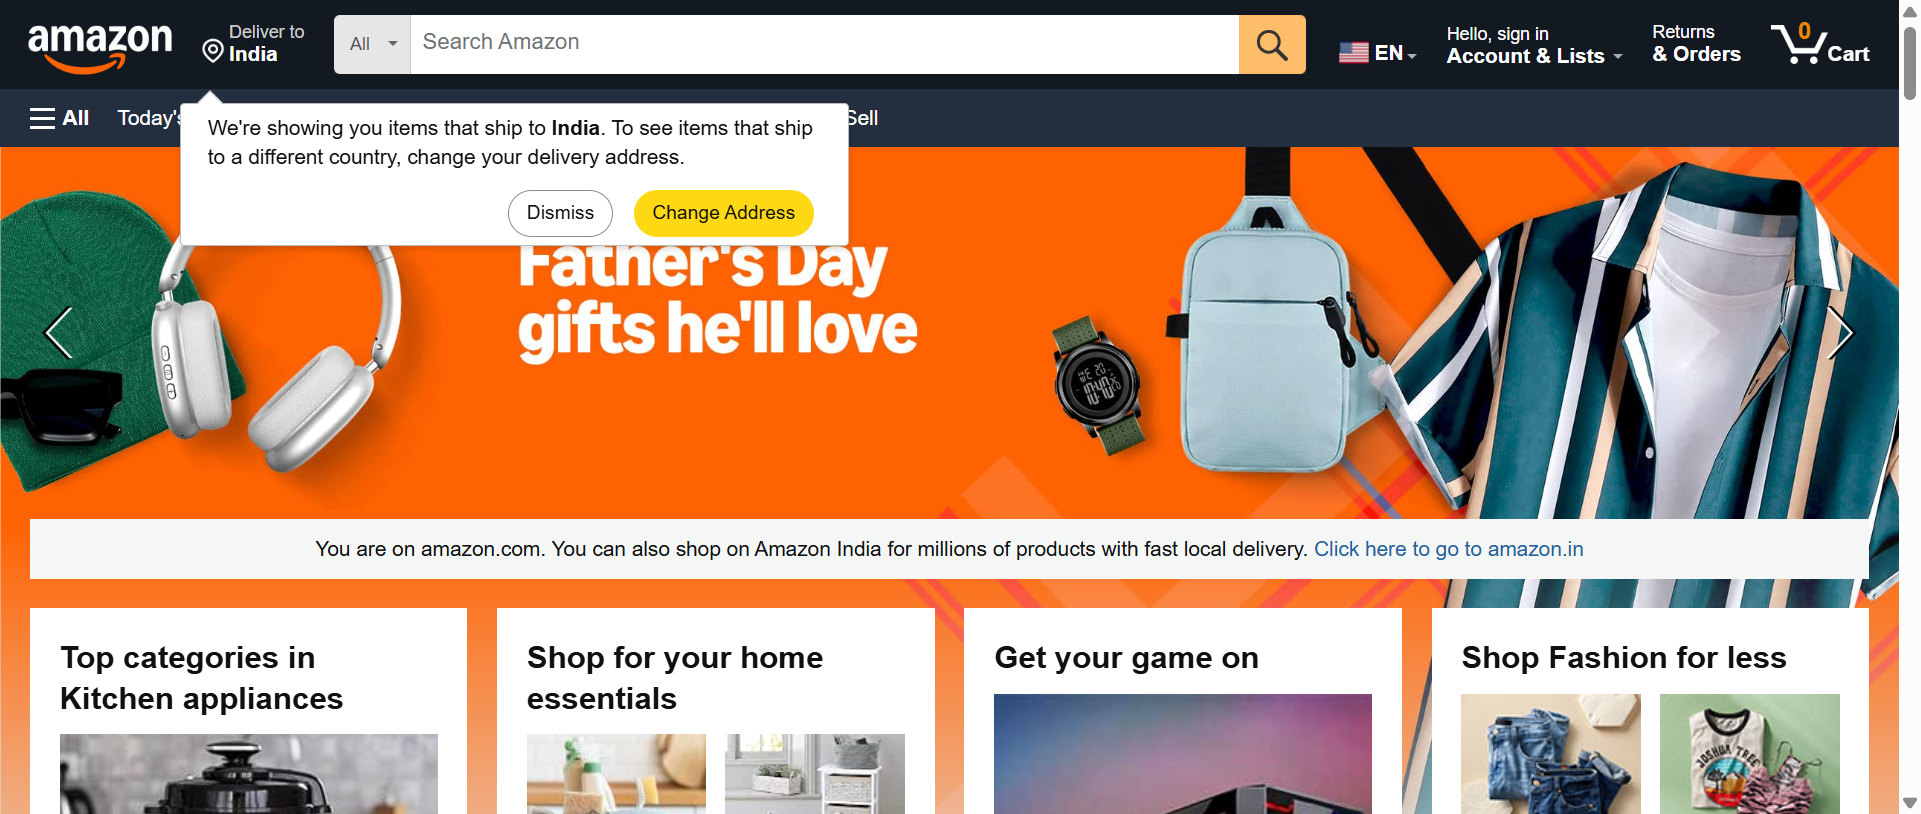 amazon
Deliver to
India
All
Search Amazon
EN
Hello, sign in
Account & Lists
Returns
& Orders
0
Cart
All
Today's
Sell
We're showing you items that ship to India. To see items that ship
to a different country, change your delivery address.
Dismiss
Change Address
Father's Day
gifts he'll love
10:40
You are on amazon.com. You can also shop on Amazon India for millions of products with fast local delivery. Click here to go to amazon.in
Top categories in
Kitchen appliances
Shop for your home
essentials
Get your game on
Shop Fashion for less
JOSHUA TREE